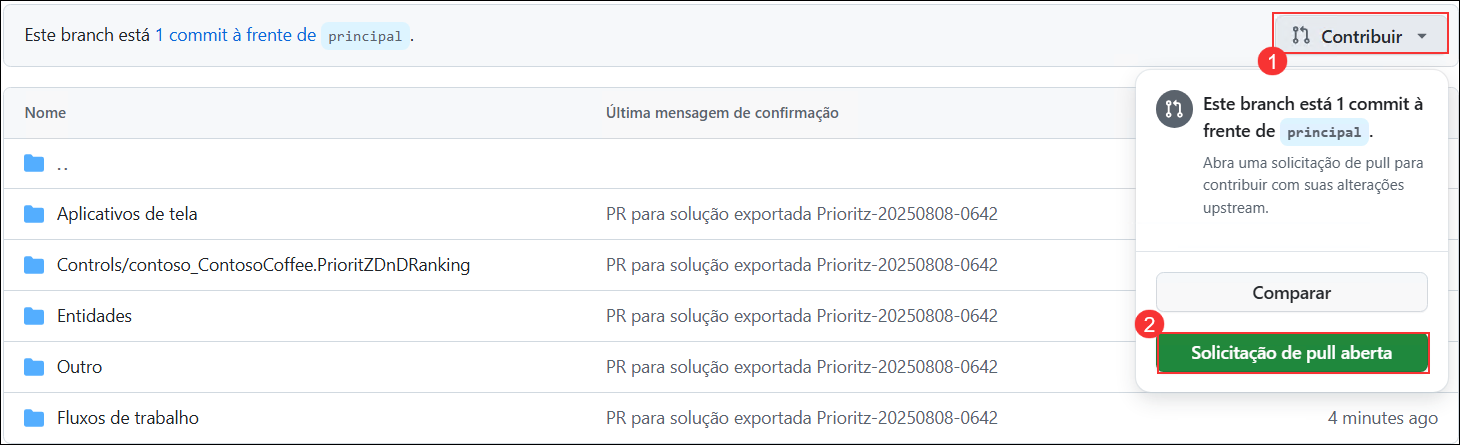 Este branch está 1 commit à frente de principal.
Contribuir
1
Este branch está 1 commit à
frente de principal.
Abra uma solicitação de pull para
contribuir com suas alterações
upstream.
Comparar
2
Solicitação de pull aberta
Nome Última mensagem de confirmação
..
Aplicativos de tela PR para solução exportada Prioritz-20250808-0642
Controls/contoso_ContosoCoffee.PrioritZDnDRanking PR para solução exportada Prioritz-20250808-0642
Entidades PR para solução exportada Prioritz-20250808-0642
Outro PR para solução exportada Prioritz-20250808-0642
Fluxos de trabalho PR para solução exportada Prioritz-20250808-0642 4 minutes ago